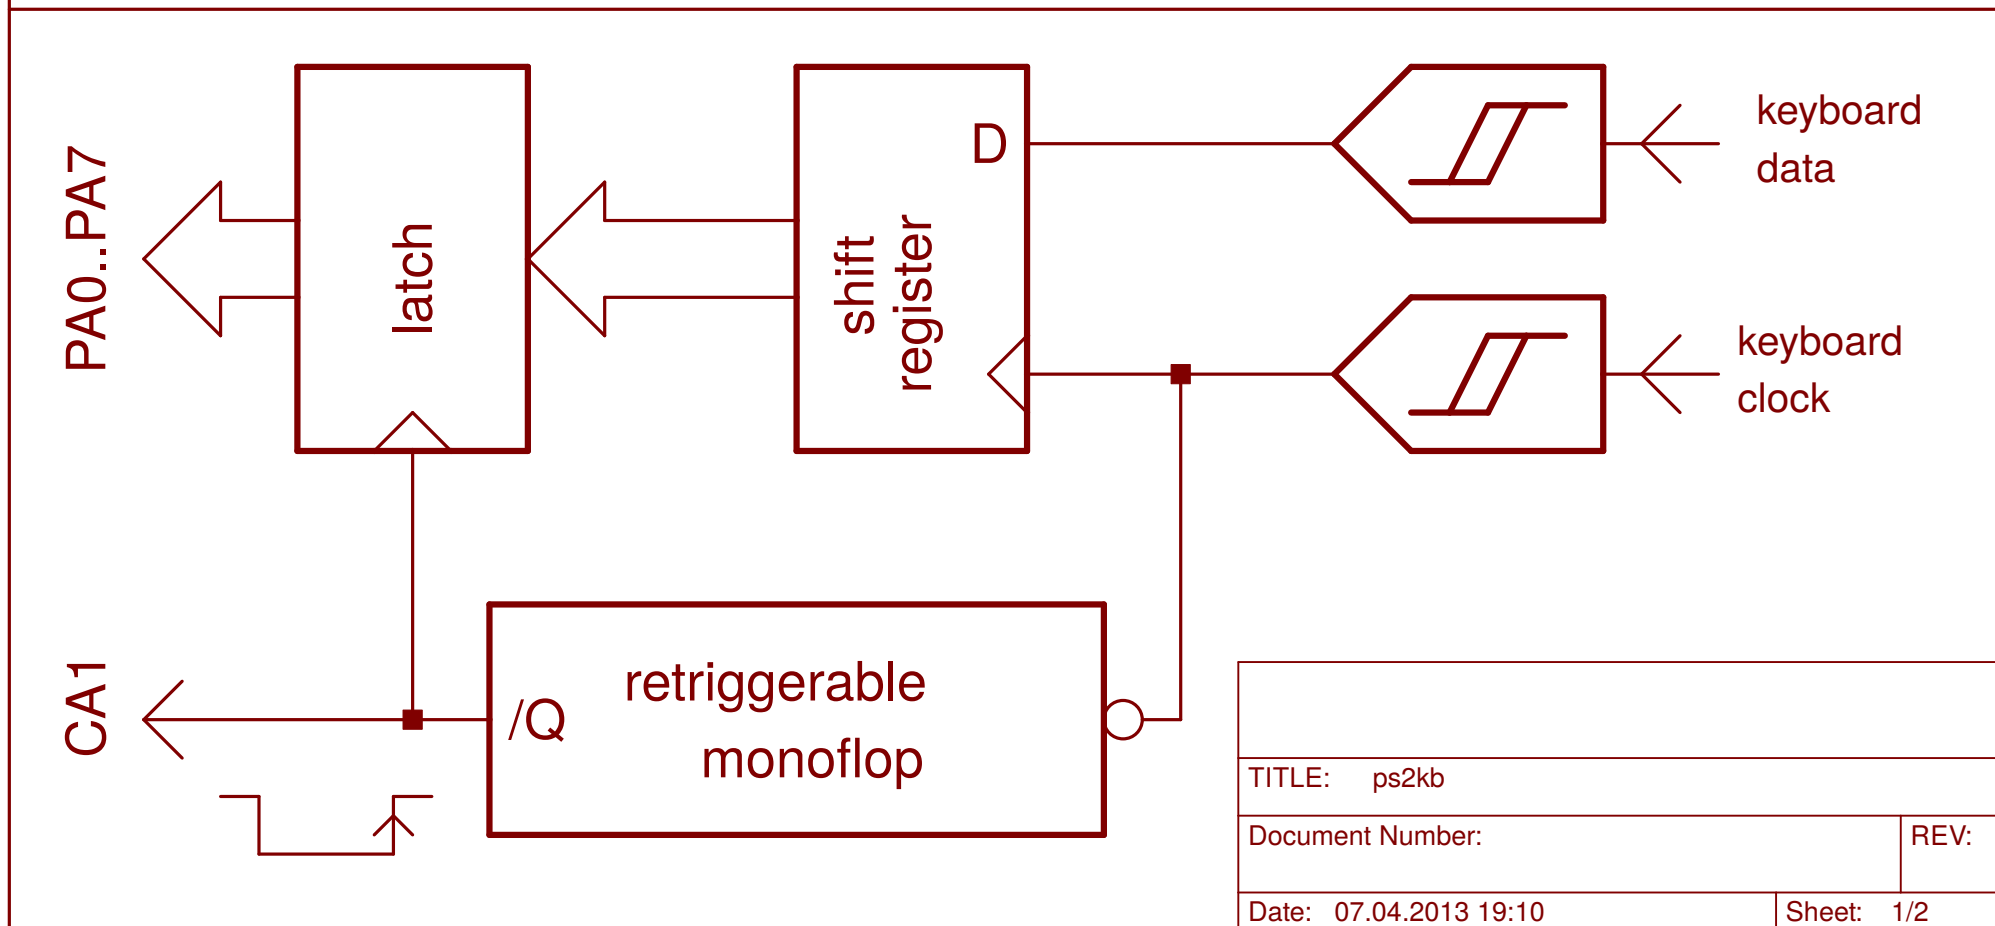 PA0..PA7
latch
shift
register
D
keyboard
data
keyboard
clock
CA1
/Q
retriggerable
monoflop
TITLE: ps2kb
Document Number:
REV:
Date: 07.04.2013 19:10
Sheet: 1/2